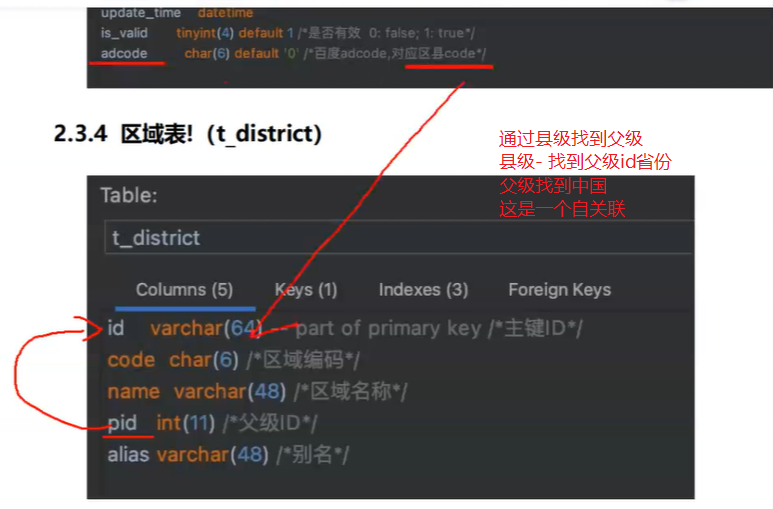 update_time datetime
is_valid tinyint(4) default 1 /*是否有效 0: false; 1: true*/
adcode char(6) default '0' /*百度adcode,对应区县code*/
2.3.4 区域表!（t_district）
通过县级找到父级
县级- 找到父级id省份
父级找到中国
这是一个自关联
Table:
t_district
Columns (5) Keys (1) Indexes (3) Foreign Keys
id varchar(64) -- part of primary key /*主键ID*/
code char(6) /*区域编码*/
name varchar(48) /*区域名称*/
pid int(11) /*父级ID*/
alias varchar(48) /*别名*/